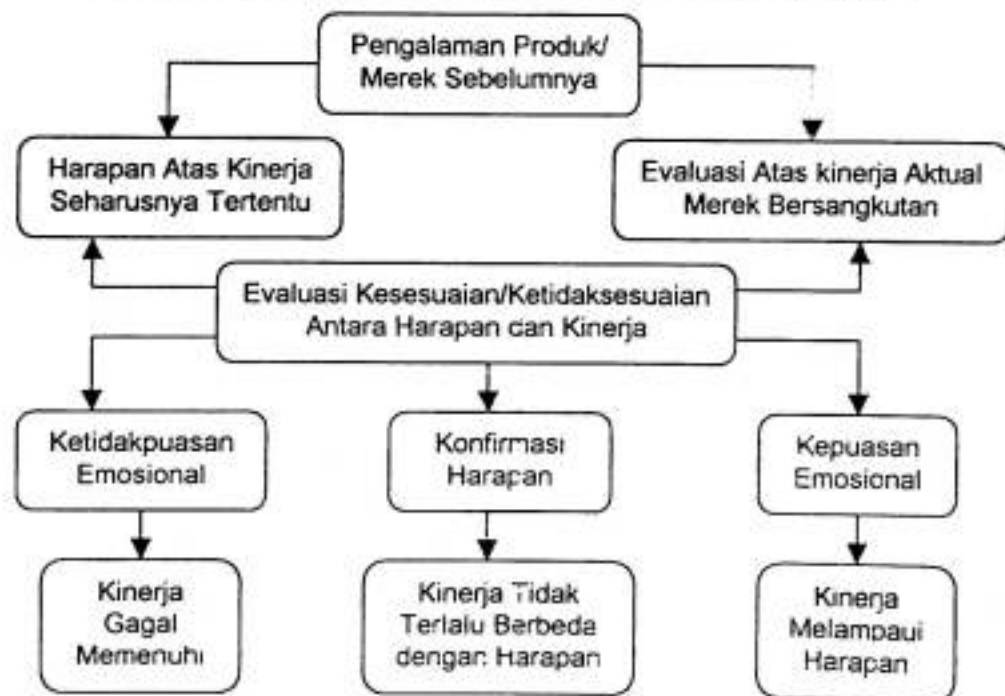 Pengalaman Produk/
Merek Sebelumnya
Harapan Atas Kinerja
Seharusnya Tertentu
Evaluasi Atas kinerja Aktual
Merek Bersangkutan
Evaluasi Kesesuaian/Ketidaksesuaian
Antara Harapan dan Kinerja
Ketidakpuasan
Emosional
Konfirmasi
Harapan
Kepuasan
Emosional
Kinerja
Gagal
Memenuhi
Kinerja Tidak
Terlalu Berbeda
dengan Harapan
Kinerja
Melampaui
Harapan